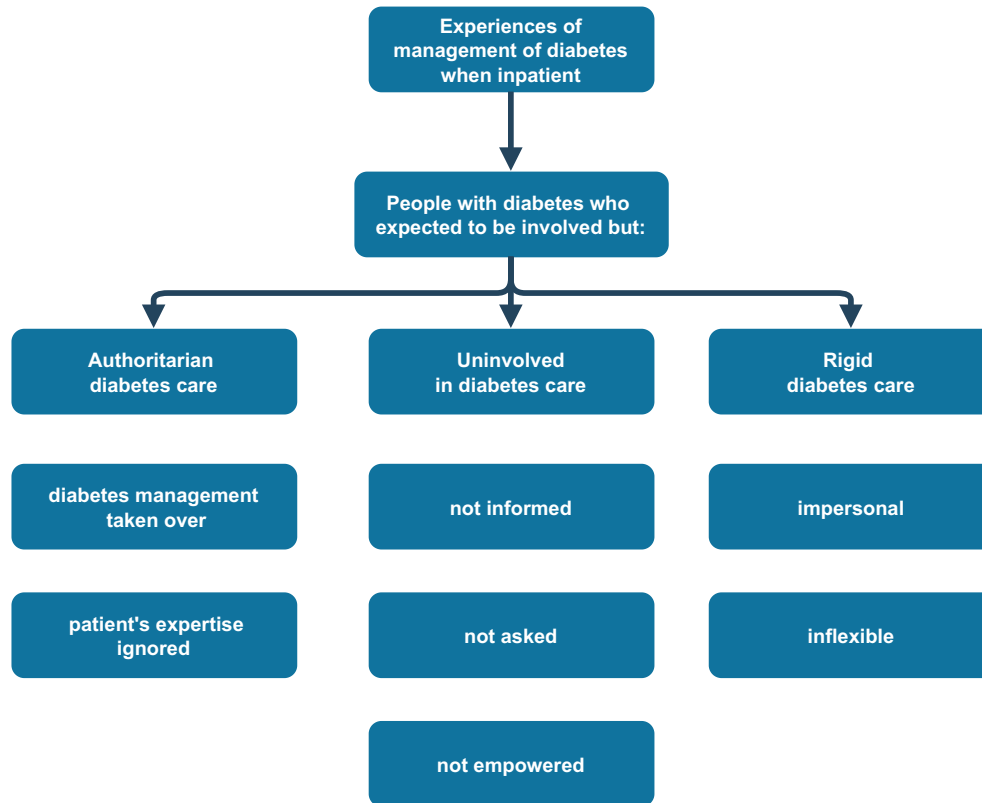 Experiences of
management of diabetes
when inpatient
People with diabetes who
expected to be involved but:
Authoritarian
diabetes care
Uninvolved
in diabetes care
Rigid
diabetes care
diabetes management
taken over
not informed
impersonal
patient's expertise
ignored
not asked
inflexible
not empowered